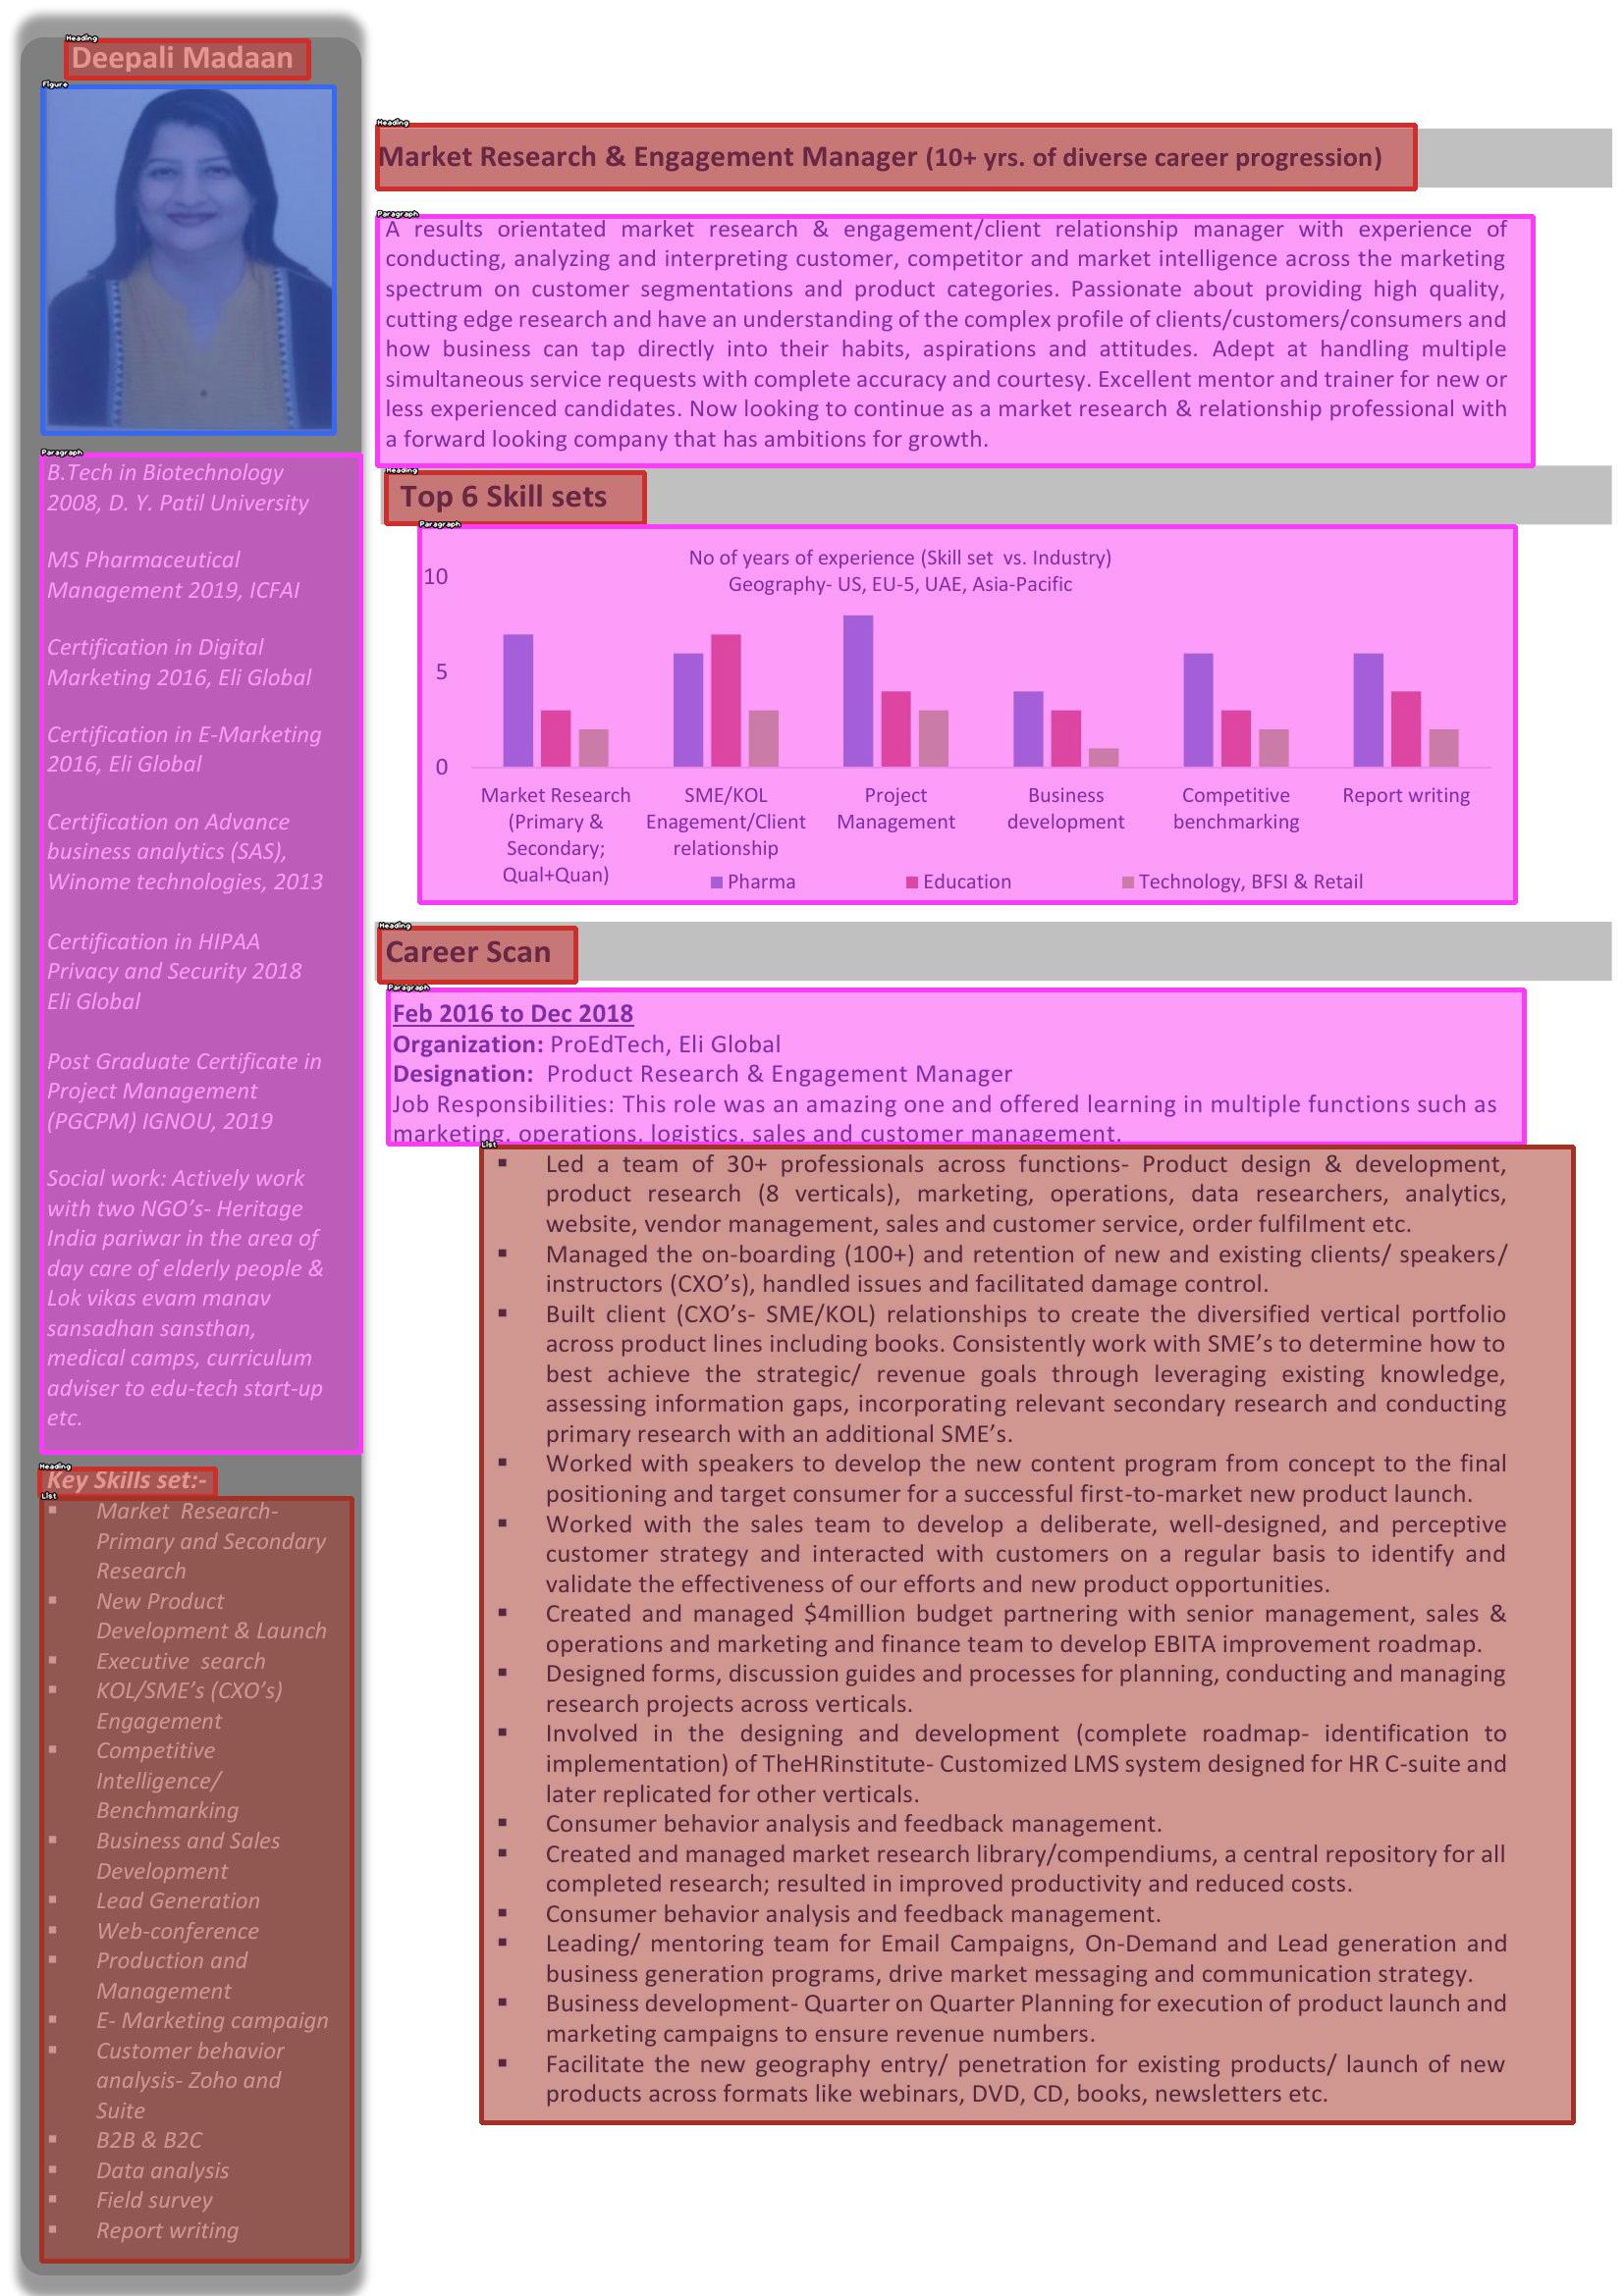 Heading
Deepali Madaan
Figure
Paragraph
B.Tech in Biotechnology
2008, D. Y. Patil University
MS Pharmaceutical
Management 2019, ICFAI
Certification in Digital
Marketing 2016, Eli Global
Certification in E-Marketing
2016, Eli Global
Certification on Advance
business analytics (SAS),
Winome technologies, 2013
Certification in HIPAA
Privacy and Security 2018
Eli Global
Post Graduate Certificate in
Project Management
(PGCPM) IGNOU, 2019
Social work: Actively work
with two NGO's- Heritage
India pariwar in the area of
day care of elderly people &
Lok vikas evam manav
sansadhan sansthan,
medical camps, curriculum
adviser to edu-tech start-up
etc.
Heading
Key Skills set:-
List
▪ Market Research-
Primary and Secondary
Research
▪ New Product
Development & Launch
▪ Executive search
▪ KOL/SME's (CXO's)
Engagement
▪ Competitive
Intelligence/
Benchmarking
▪ Business and Sales
Development
▪ Lead Generation
▪ Web-conference
▪ Production and
Management
▪ E- Marketing campaign
▪ Customer behavior
analysis- Zoho and
Suite
▪ B2B & B2C
▪ Data analysis
▪ Field survey
▪ Report writing
Heading
Market Research & Engagement Manager (10+ yrs. of diverse career progression)
Paragraph
A results orientated market research & engagement/client relationship manager with experience of
conducting, analyzing and interpreting customer, competitor and market intelligence across the marketing
spectrum on customer segmentations and product categories. Passionate about providing high quality,
cutting edge research and have an understanding of the complex profile of clients/customers/consumers and
how business can tap directly into their habits, aspirations and attitudes. Adept at handling multiple
simultaneous service requests with complete accuracy and courtesy. Excellent mentor and trainer for new or
less experienced candidates. Now looking to continue as a market research & relationship professional with
a forward looking company that has ambitions for growth.
Heading
Top 6 Skill sets
Paragraph
No of years of experience (Skill set vs. Industry)
Geography- US, EU-5, UAE, Asia-Pacific
10
5
0
Market Research
(Primary &
Secondary;
Qual+Quan)
SME/KOL
Enagement/Client
relationship
Project
Management
Business
development
Competitive
benchmarking
Report writing
Pharma
Education
Technology, BFSI & Retail
Heading
Career Scan
Paragraph
Feb 2016 to Dec 2018
Organization: ProEdTech, Eli Global
Designation: Product Research & Engagement Manager
Job Responsibilities: This role was an amazing one and offered learning in multiple functions such as
marketing, operations, logistics, sales and customer management.
List
▪ Led a team of 30+ professionals across functions- Product design & development,
product research (8 verticals), marketing, operations, data researchers, analytics,
website, vendor management, sales and customer service, order fulfilment etc.
▪ Managed the on-boarding (100+) and retention of new and existing clients/ speakers/
instructors (CXO's), handled issues and facilitated damage control.
▪ Built client (CXO's- SME/KOL) relationships to create the diversified vertical portfolio
across product lines including books. Consistently work with SME's to determine how to
best achieve the strategic/ revenue goals through leveraging existing knowledge,
assessing information gaps, incorporating relevant secondary research and conducting
primary research with an additional SME's.
▪ Worked with speakers to develop the new content program from concept to the final
positioning and target consumer for a successful first-to-market new product launch.
▪ Worked with the sales team to develop a deliberate, well-designed, and perceptive
customer strategy and interacted with customers on a regular basis to identify and
validate the effectiveness of our efforts and new product opportunities.
▪ Created and managed $4million budget partnering with senior management, sales &
operations and marketing and finance team to develop EBITA improvement roadmap.
▪ Designed forms, discussion guides and processes for planning, conducting and managing
research projects across verticals.
▪ Involved in the designing and development (complete roadmap- identification to
implementation) of TheHRinstitute- Customized LMS system designed for HR C-suite and
later replicated for other verticals.
▪ Consumer behavior analysis and feedback management.
▪ Created and managed market research library/compendiums, a central repository for all
completed research; resulted in improved productivity and reduced costs.
▪ Consumer behavior analysis and feedback management.
▪ Leading/ mentoring team for Email Campaigns, On-Demand and Lead generation and
business generation programs, drive market messaging and communication strategy.
▪ Business development- Quarter on Quarter Planning for execution of product launch and
marketing campaigns to ensure revenue numbers.
▪ Facilitate the new geography entry/ penetration for existing products/ launch of new
products across formats like webinars, DVD, CD, books, newsletters etc.